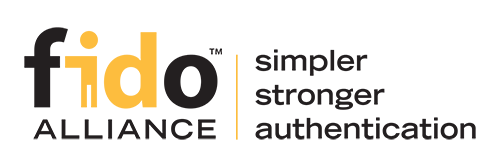 fido™
ALLIANCE
simpler
stronger
authentication